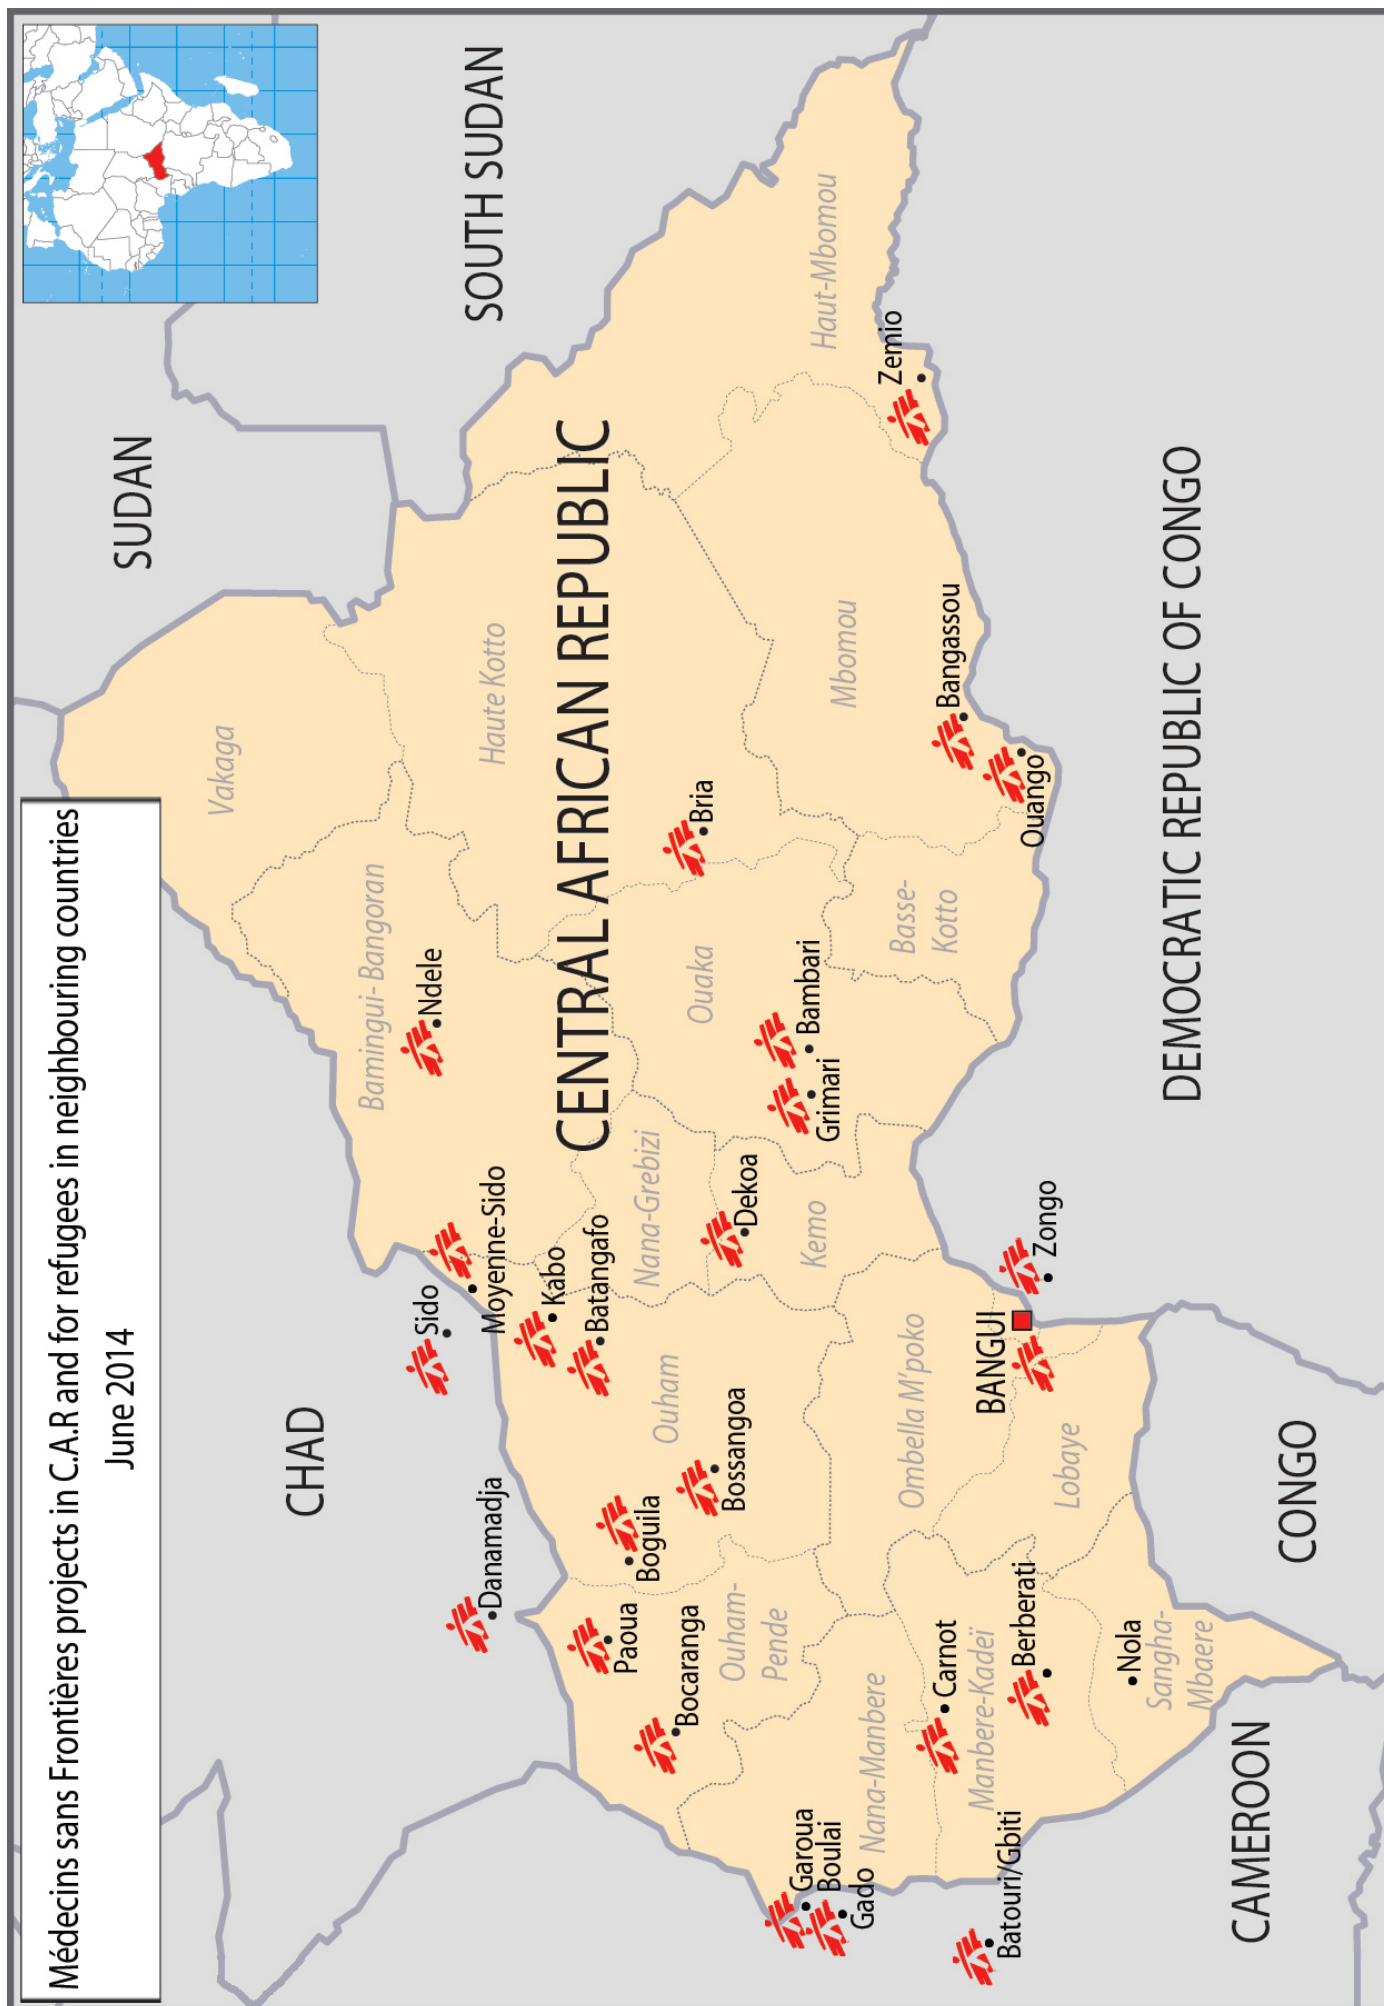 Médecins sans Frontières projects in C.A.R and for refuges in neighbouring countries
June 2014
SUDAN
SOUTH SUDAN
CHAD
CENTRAL AFRICAN REPUBLIC
DEMOCRATIC REPUBLIC OF CONGO
CONGO
CAMEROON
Vakaga
Bamingui-Bangoran
Haute Kotto
Haut-Mbomou
Mbomou
Basse-
Kotto
Ouaka
Nana-Grebizi
Kemo
Ouham
Ombella M'poko
Lobaye
Ouham-
Pende
Nana-Manbere
Manbere-Kadeï
Sangha-
Mbaere
Ndele
Sido
Moyenne-Sido
Kabo
Batangafo
Danamadja
Boguila
Bossangoa
Paoua
Bocaranga
Dekoa
Grimari
Bambari
Bria
Zemio
Bangassou
Ouango
Zongo
BANGUI
Garoua
Boulai
Gado
Batouri/Gbiti
Carnot
Berberati
Nola